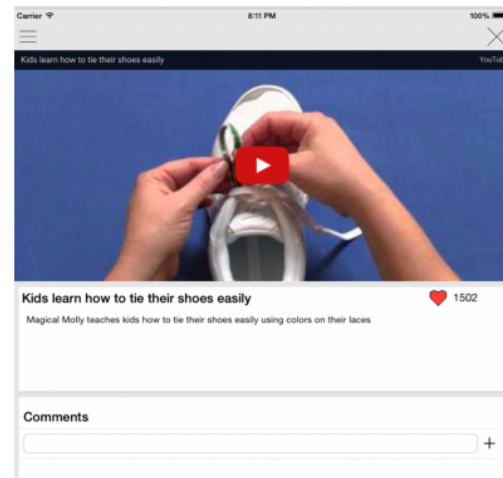 Carrier 8:11 PM 100%
Kids learn how to tie their shoes easily YouTub
Kids learn how to tie their shoes easily 1502
Magical Molly teaches kids how to tie their shoes easily using colors on their laces
Comments
+